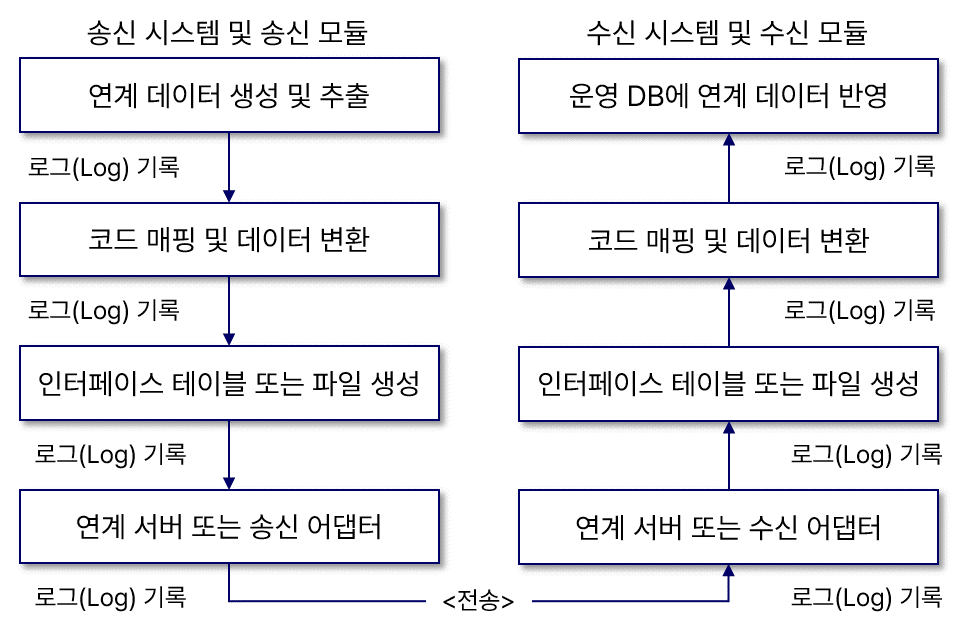 송신 시스템 및 송신 모듈
연계 데이터 생성 및 추출
로그(Log) 기록
코드 매핑 및 데이터 변환
로그(Log) 기록
인터페이스 테이블 또는 파일 생성
로그(Log) 기록
연계 서버 또는 송신 어댑터
로그(Log) 기록
<전송>
수신 시스템 및 수신 모듈
운영 DB에 연계 데이터 반영
로그(Log) 기록
코드 매핑 및 데이터 변환
로그(Log) 기록
인터페이스 테이블 또는 파일 생성
로그(Log) 기록
연계 서버 또는 수신 어댑터
로그(Log) 기록